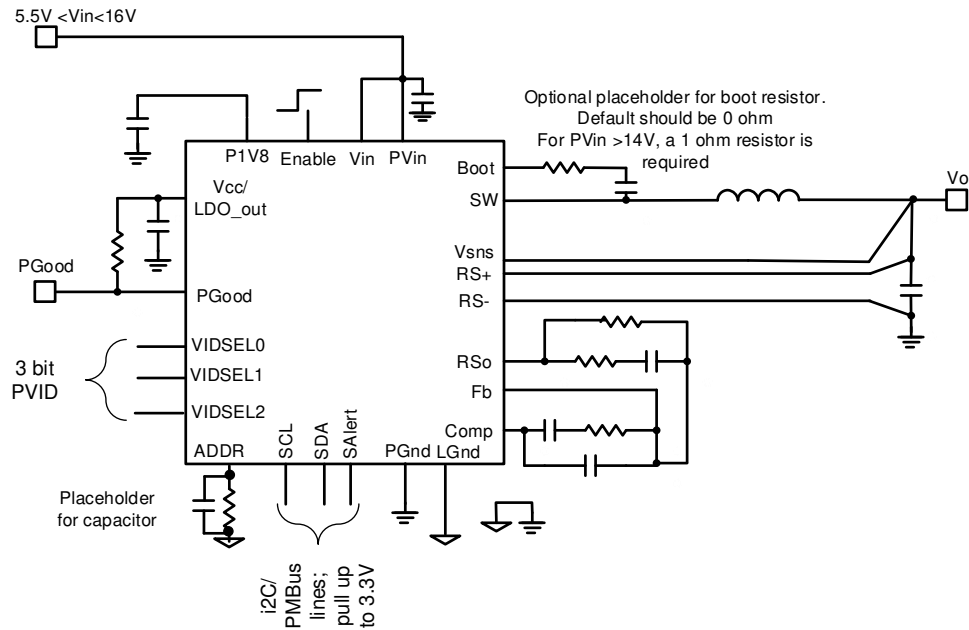 5.5V <Vin<16V
Optional placeholder for boot resistor.
Default should be 0 ohm
For PVin >14V, a 1 ohm resistor is
required
P1V8
Enable
Vin
PVin
Boot
Vcc/
LDO_out
SW
Vo
Vsns
RS+
RS-
PGood
PGood
VIDSEL0
VIDSEL1
VIDSEL2
3 bit
PVID
RSo
Fb
Comp
ADDR
SCL
SDA
SAlert
PGnd
LGnd
Placeholder
for capacitor
i2C/
PMBus
lines;
pull up
to 3.3V